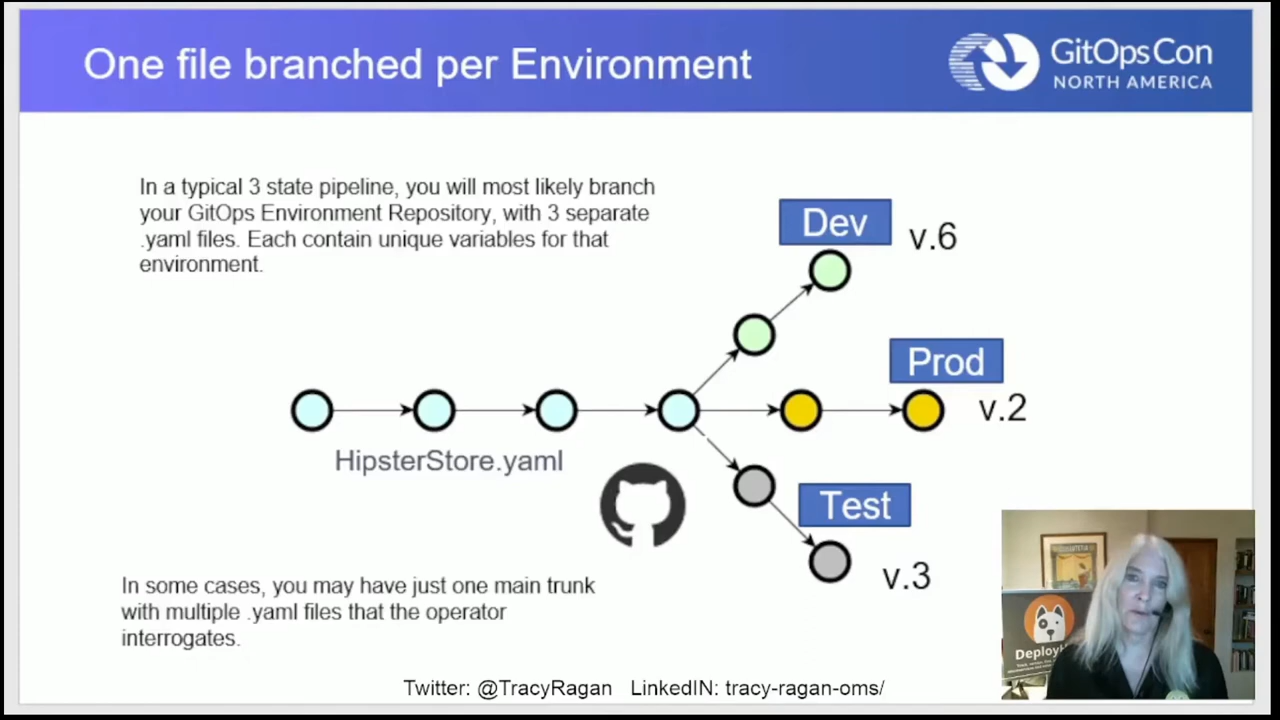 One file branched per Environment
GitOpsCon
NORTH AMERICA
In a typical 3 state pipeline, you will most likely branch
your GitOps Environment Repository, with 3 separate
.yaml files. Each contain unique variables for that
environment.
Dev
v.6
Prod
v.2
HipsterStore.yaml
Test
v.3
In some cases, you may have just one main trunk
with multiple .yaml files that the operator
interrogates.
DeployH
Twitter: @TracyRagan LinkedIN: tracy-ragan-oms/